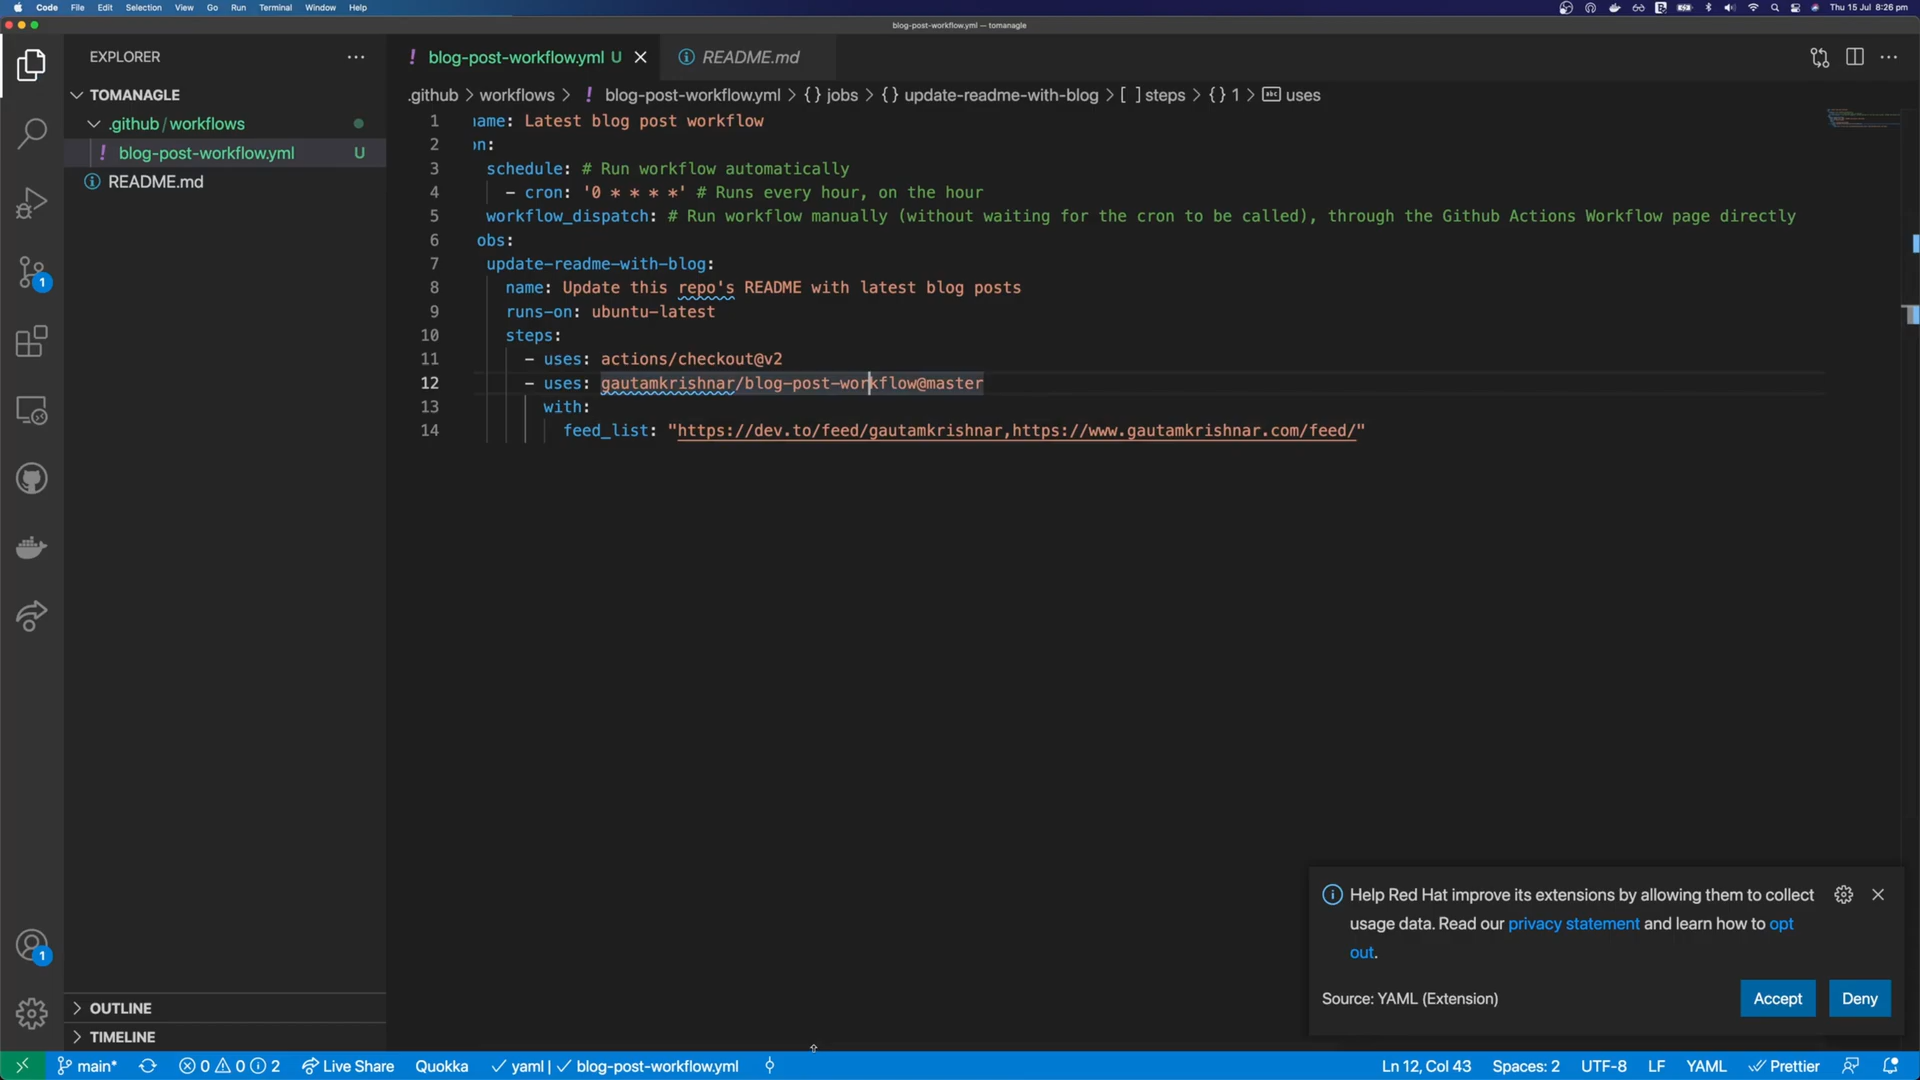 Code File Edit Selection View Go Run Terminal Window Help
Thu 15 Jul 8:26 pm
blog-post-workflow.yml — tomanagle
EXPLORER
TOMANAGLE
.github/workflows
blog-post-workflow.yml U
README.md
OUTLINE
TIMELINE
1
1
blog-post-workflow.yml U
README.md
.github > workflows > ! blog-post-workflow.yml > {} jobs > {} update-readme-with-blog > [ ] steps > {} 1 > abc uses
1 ame: Latest blog post workflow
2 n:
3 schedule: # Run workflow automatically
4 - cron: '0 * * * *' # Runs every hour, on the hour
5 workflow_dispatch: # Run workflow manually (without waiting for the cron to be called), through the Github Actions Workflow page directly
6 obs:
7 update-readme-with-blog:
8 name: Update this repo's README with latest blog posts
9 runs-on: ubuntu-latest
10 steps:
11 - uses: actions/checkout@v2
12 - uses: gautamkrishnar/blog-post-workflow@master
13 with:
14 feed_list: "https://dev.to/feed/gautamkrishnar,https://www.gautamkrishnar.com/feed/"
Help Red Hat improve its extensions by allowing them to collect
usage data. Read our privacy statement and learn how to opt
out.
Source: YAML (Extension)
Accept
Deny
main* 0 0 2 Live Share Quokka yaml | blog-post-workflow.yml
Ln 12, Col 43 Spaces: 2 UTF-8 LF YAML Prettier